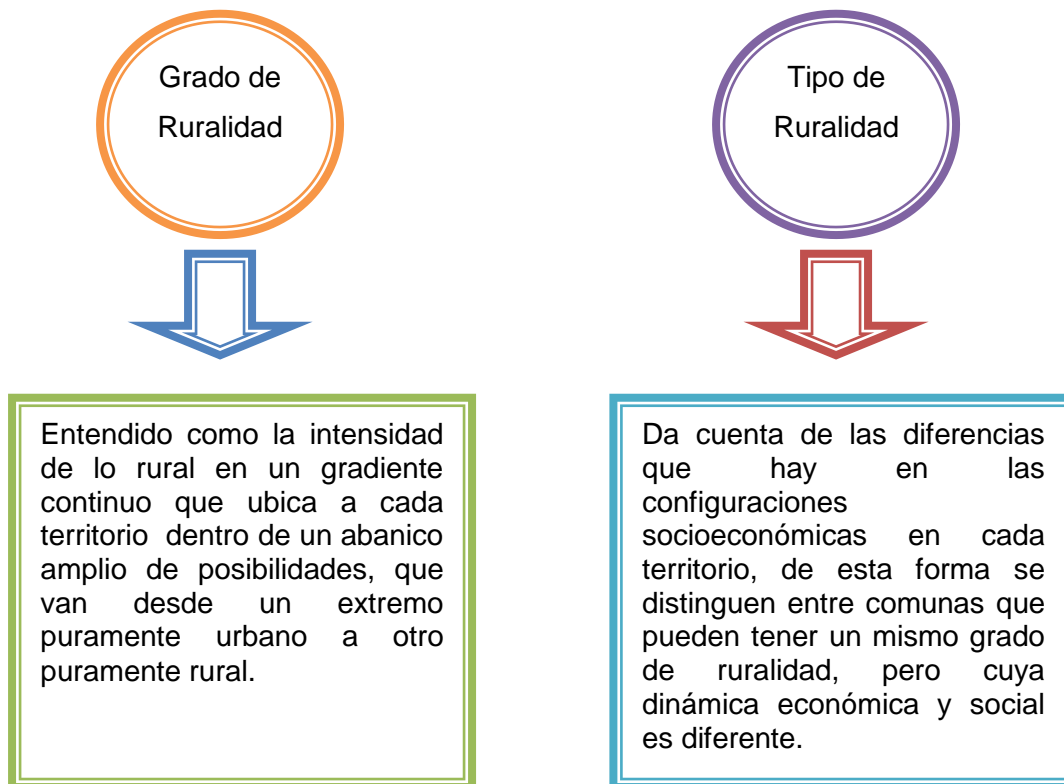 Grado de
Ruralidad
Tipo de
Ruralidad
Entendido como la intensidad
de lo rural en un gradiente
continuo que ubica a cada
territorio dentro de un abanico
amplio de posibilidades, que
van desde un extremo
puramente urbano a otro
puramente rural.
Da cuenta de las diferencias
que hay en las
configuraciones
socioeconómicas en cada
territorio, de esta forma se
distinguen entre comunas que
pueden tener un mismo grado
de ruralidad, pero cuya
dinámica económica y social
es diferente.